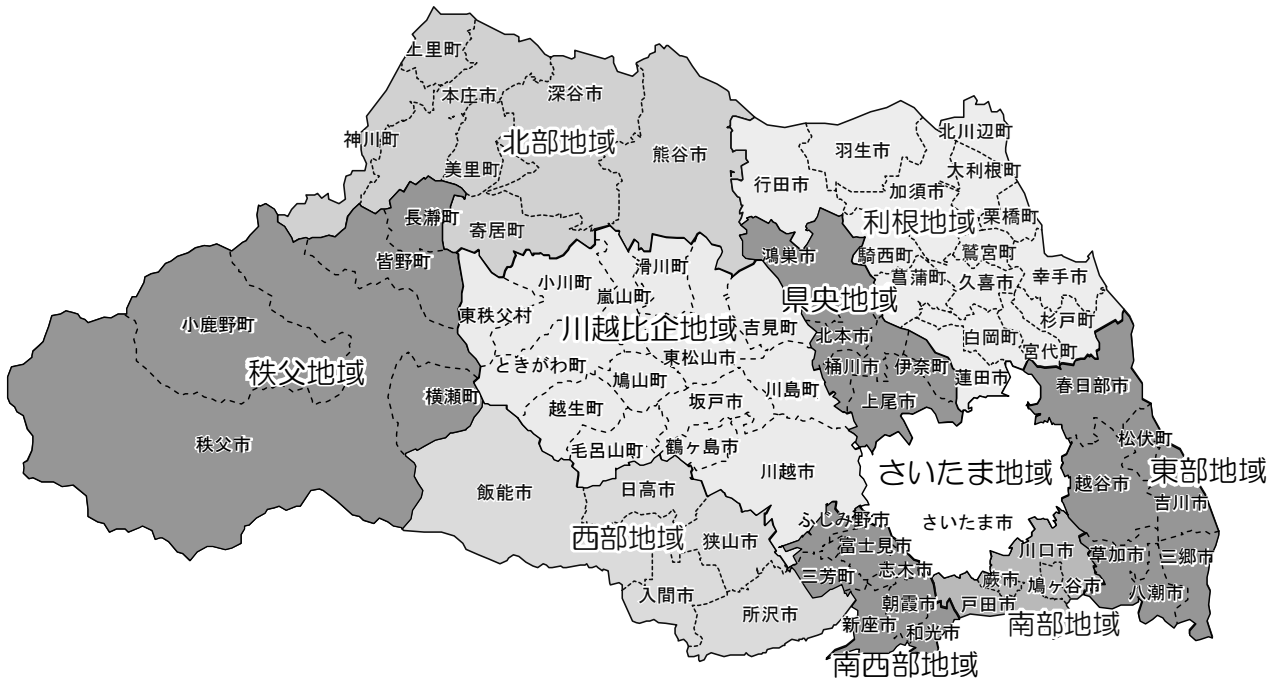 上里町
本庄市
深谷市
神川町
北部地域
美里町
熊谷市
長瀞町
寄居町
皆野町
小鹿野町
秩父地域
横瀬町
秩父市
北川辺町
羽生市
大利根町
行田市
加須市
利根地域
栗橋町
騎西町
鷲宮町
菖蒲町
久喜市
幸手市
杉戸町
白岡町
宮代町
蓮田市
鴻巣市
県央地域
北本市
桶川市
伊奈町
上尾市
滑川町
小川町
嵐山町
東秩父村
川越比企地域
吉見町
東松山市
ときがわ町
鳩山町
川島町
越生町
坂戸市
毛呂山町
鶴ヶ島市
川越市
飯能市
日高市
西部地域
狭山市
入間市
所沢市
さいたま地域
さいたま市
春日部市
松伏町
東部地域
越谷市
吉川市
草加市
三郷市
八潮市
ふじみ野市
富士見市
三芳町
志木市
朝霞市
新座市
和光市
南西部地域
川口市
蕨市
鳩ヶ谷市
戸田市
南部地域